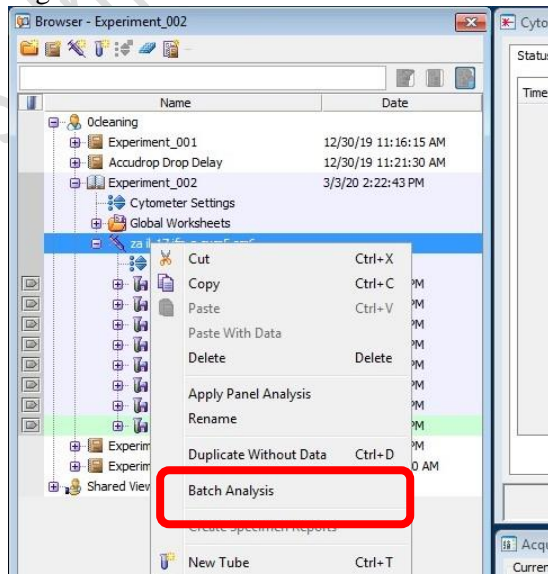 Browser - Experiment_002
Cyto
Status
Time
Name Date
0cleaning
Experiment_001 12/30/19 11:16:15 AM
Accudrop Drop Delay 12/30/19 11:21:30 AM
Experiment_002 3/3/20 2:22:43 PM
Cytometer Settings
Global Worksheets
za il
Cut Ctrl+X
Copy Ctrl+C PM
Paste Ctrl+V PM
Paste With Data PM
Delete Delete PM
PM
Apply Panel Analysis PM
Rename PM
PM
Experim
Duplicate Without Data Ctrl+D PM
Experim 0 AM
Shared View
Batch Analysis
Create Specimen Reports
New Tube Ctrl+T
Acqu
Curren